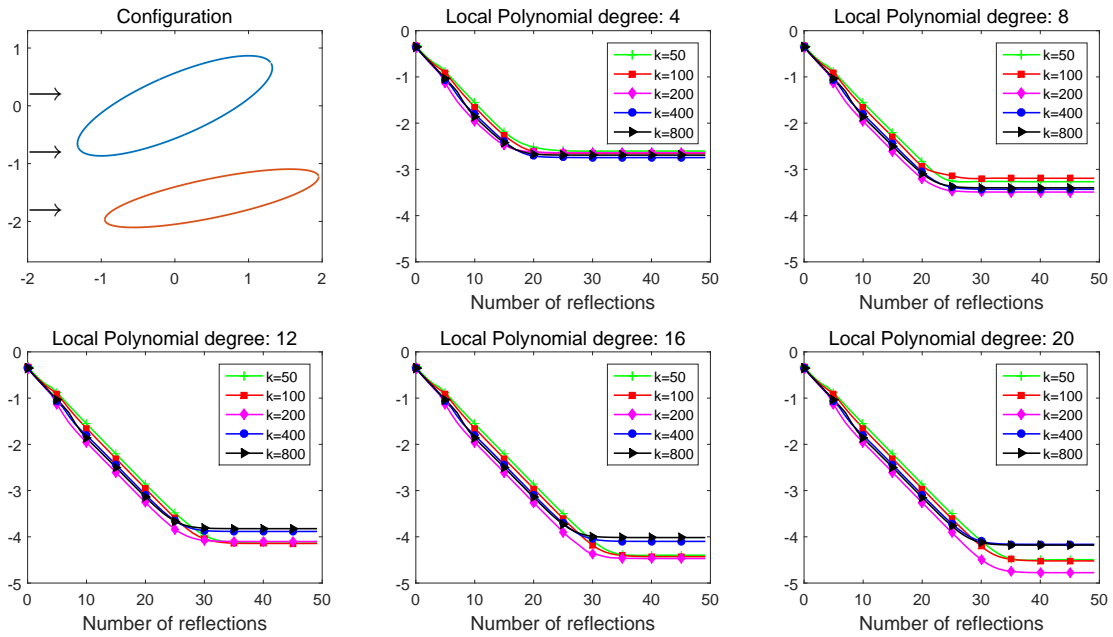 Configuration
1
0
-1
-2
-2 -1 0 1 2
Local Polynomial degree: 4
0
-1
-2
-3
-4
-5
k=50
k=100
k=200
k=400
k=800
0 10 20 30 40 50
Number of reflections
Local Polynomial degree: 8
0
-1
-2
-3
-4
-5
k=50
k=100
k=200
k=400
k=800
0 10 20 30 40 50
Number of reflections
Local Polynomial degree: 12
0
-1
-2
-3
-4
-5
k=50
k=100
k=200
k=400
k=800
0 10 20 30 40 50
Number of reflections
Local Polynomial degree: 16
0
-1
-2
-3
-4
-5
k=50
k=100
k=200
k=400
k=800
0 10 20 30 40 50
Number of reflections
Local Polynomial degree: 20
0
-1
-2
-3
-4
-5
k=50
k=100
k=200
k=400
k=800
0 10 20 30 40 50
Number of reflections